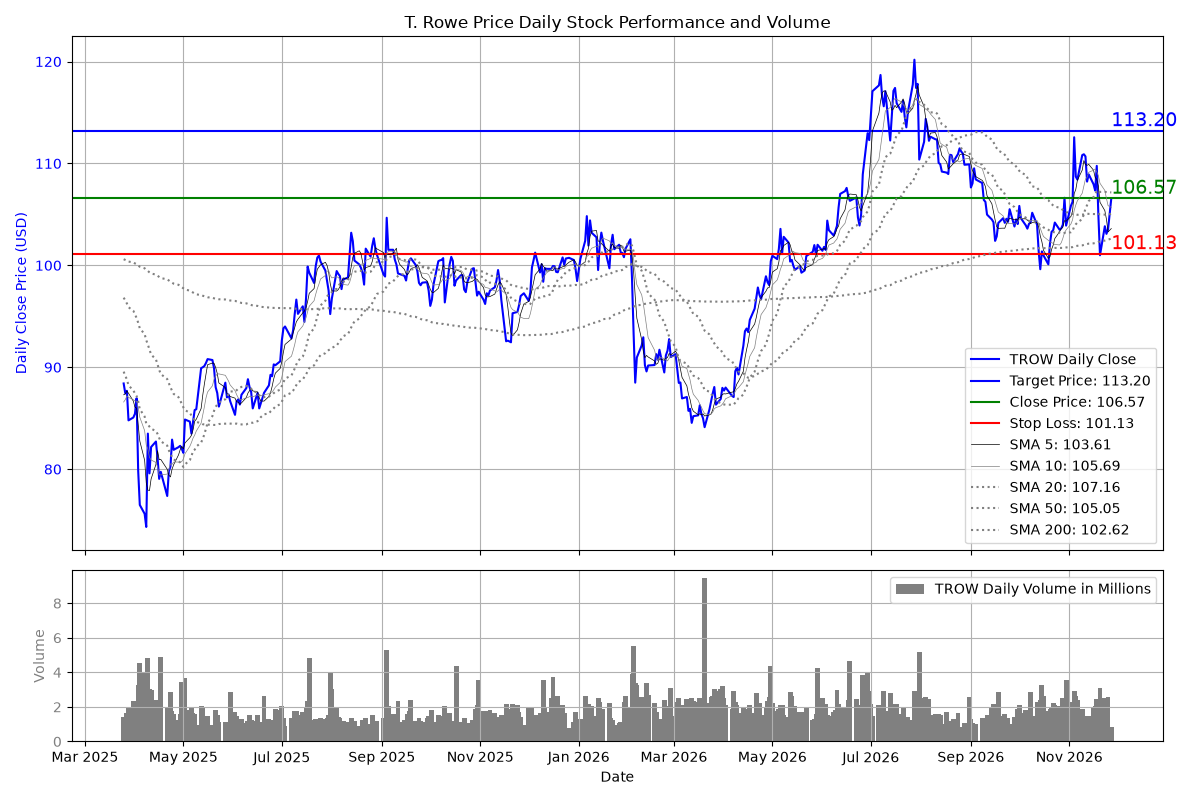 T. Rowe Price Daily Stock Performance and Volume
Daily Close Price (USD)
120
110
100
90
80
113.20
106.57
101.13
TROW Daily Close
Target Price: 113.20
Close Price: 106.57
Stop Loss: 101.13
SMA 5: 103.61
SMA 10: 105.69
SMA 20: 107.16
SMA 50: 105.05
SMA 200: 102.62
Volume
8
6
4
2
0
TROW Daily Volume in Millions
Mar 2025 May 2025 Jul 2025 Sep 2025 Nov 2025 Jan 2026 Mar 2026 May 2026 Jul 2026 Sep 2026 Nov 2026
Date